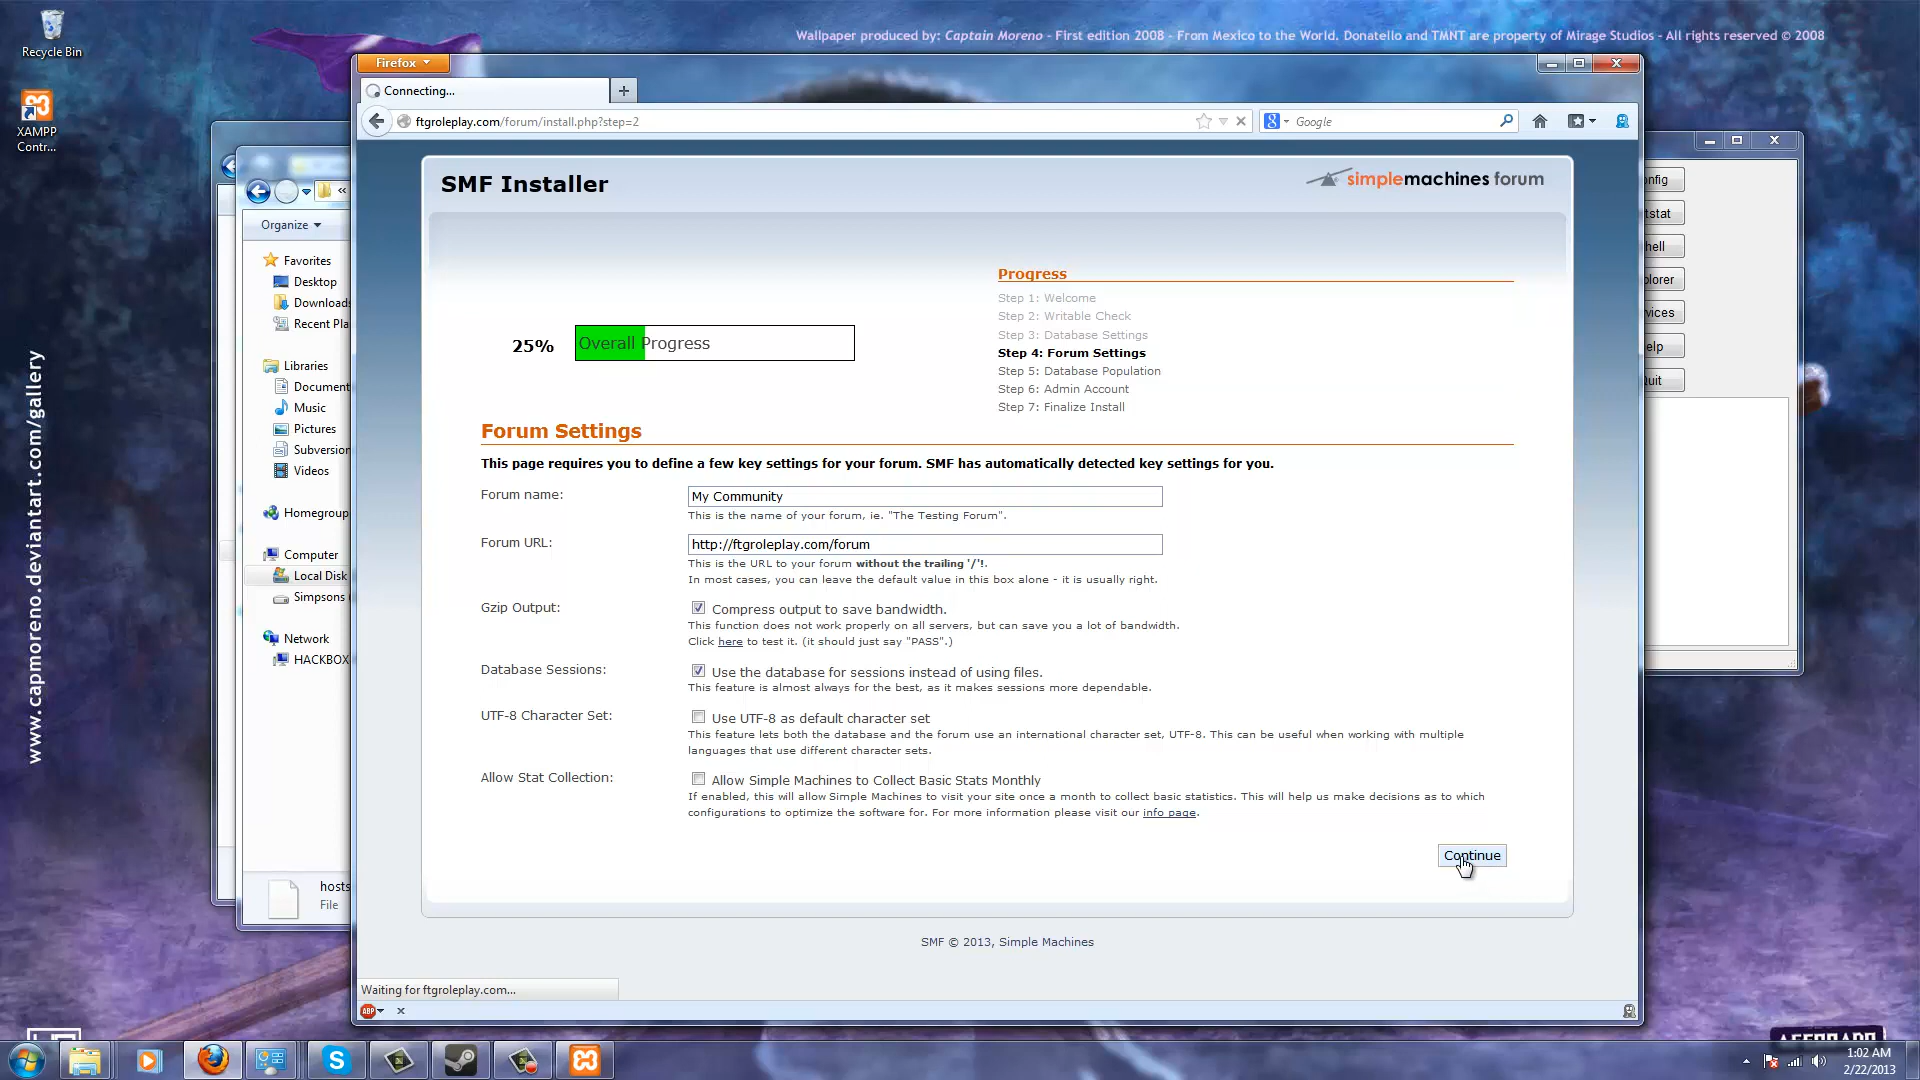 Recycle Bin
XAMPP
Contr...
www.capmoreno.deviantart.com/gallery
Wallpaper produced by: Captain Moreno - First edition 2008 - From Mexico to the World. Donatello and TMNT are property of Mirage Studios - All rights reserved © 2008
Firefox
Connecting...
ftgroleplay.com/forum/install.php?step=2
Google
Organize
Favorites
Desktop
Downloads
Recent Pla
Libraries
Document
Music
Pictures
Subversion
Videos
Homegroup
Computer
Local Disk
Simpsons
Network
HACKBOX
hosts
File
SMF Installer
simplemachines forum
25%
Overall Progress
Progress
Step 1: Welcome
Step 2: Writable Check
Step 3: Database Settings
Step 4: Forum Settings
Step 5: Database Population
Step 6: Admin Account
Step 7: Finalize Install
Forum Settings
This page requires you to define a few key settings for your forum. SMF has automatically detected key settings for you.
Forum name:
My Community
This is the name of your forum, ie. "The Testing Forum".
Forum URL:
http://ftgroleplay.com/forum
This is the URL to your forum without the trailing '/'!.
In most cases, you can leave the default value in this box alone - it is usually right.
Gzip Output:
Compress output to save bandwidth.
This function does not work properly on all servers, but can save you a lot of bandwidth.
Click here to test it. (it should just say "PASS".)
Database Sessions:
Use the database for sessions instead of using files.
This feature is almost always for the best, as it makes sessions more dependable.
UTF-8 Character Set:
Use UTF-8 as default character set
This feature lets both the database and the forum use an international character set, UTF-8. This can be useful when working with multiple
languages that use different character sets.
Allow Stat Collection:
Allow Simple Machines to Collect Basic Stats Monthly
If enabled, this will allow Simple Machines to visit your site once a month to collect basic statistics. This will help us make decisions as to which
configurations to optimize the software for. For more information please visit our info page.
Continue
SMF © 2013, Simple Machines
Waiting for ftgroleplay.com...
ABP
nfig
tstat
hell
plorer
vices
elp
Quit
1:02 AM
2/22/2013